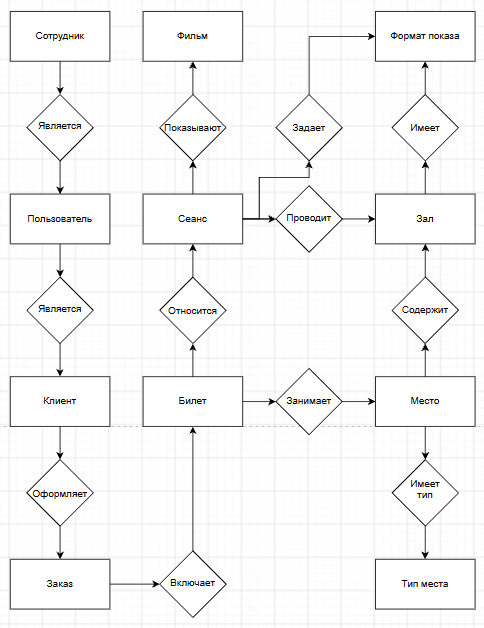 Сотрудник
Фильм
Формат показа
Является
Показывают
Задает
Имеет
Пользователь
Сеанс
Проводит
Зал
Является
Относится
Содержит
Клиент
Билет
Занимает
Место
Оформляет
Имеет
тип
Заказ
Включает
Тип места